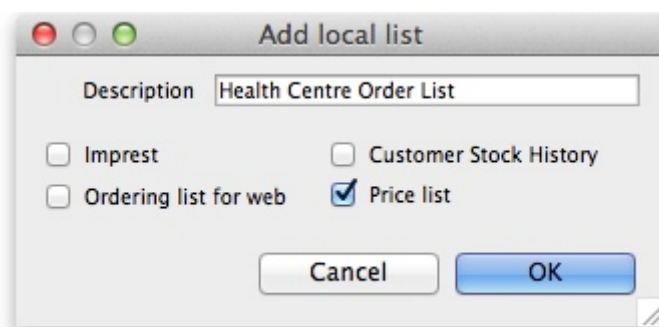 Add local list
Description Health Centre Order List
Imprest Customer Stock History
Ordering list for web Price list
Cancel OK